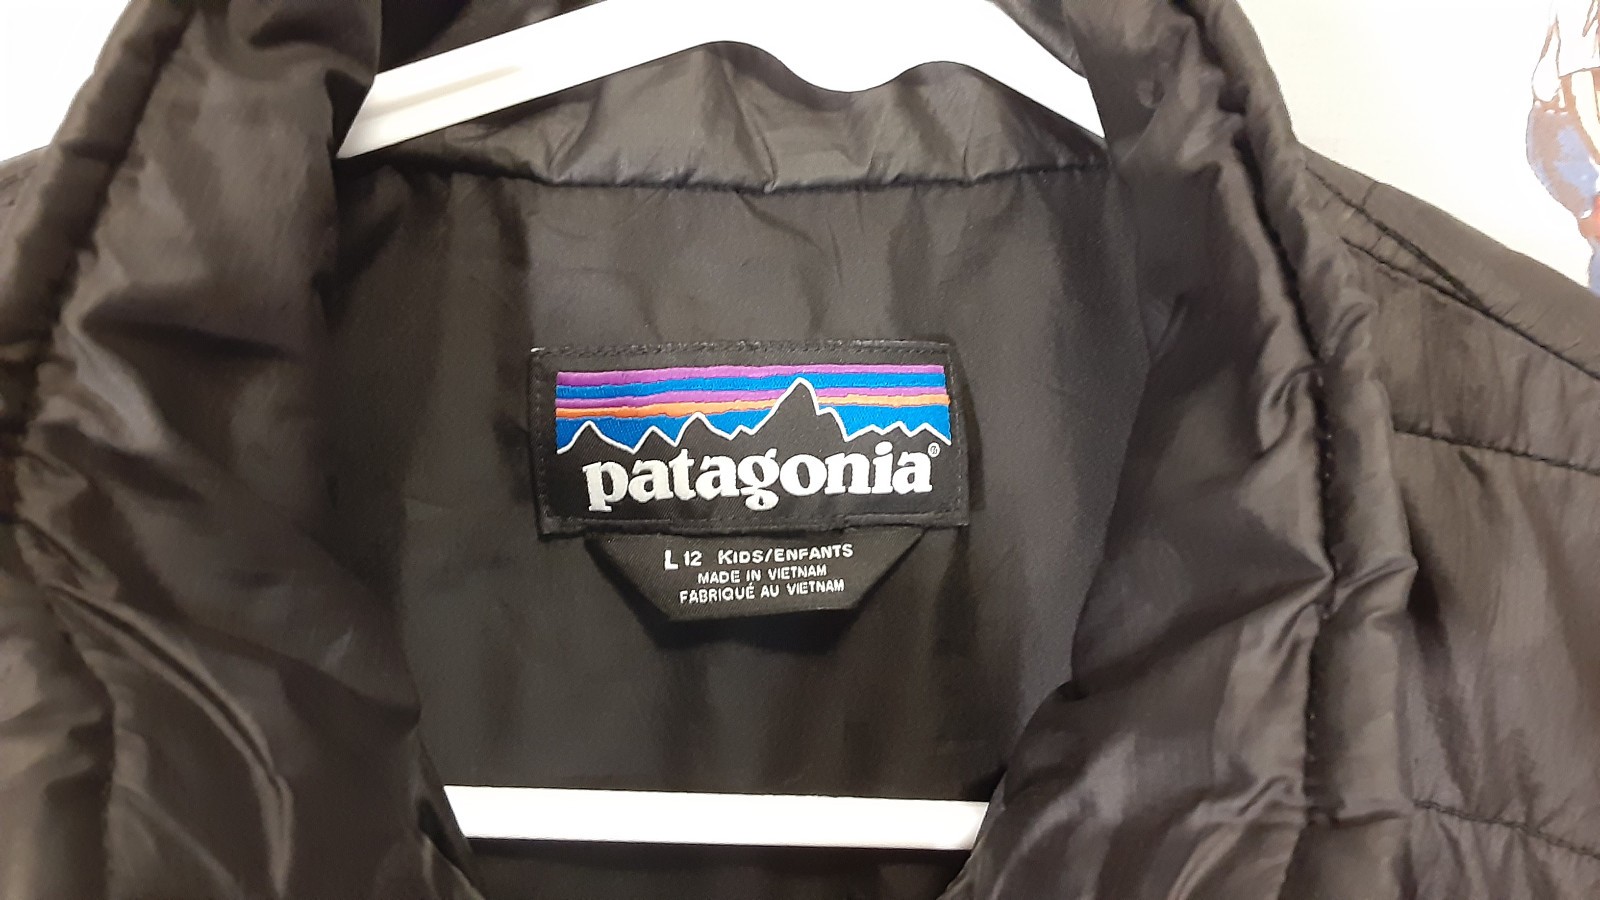 patagonia®
L 12 KIDS/ENFANTS
MADE IN VIETNAM
FABRIQUÉ AU VIETNAM